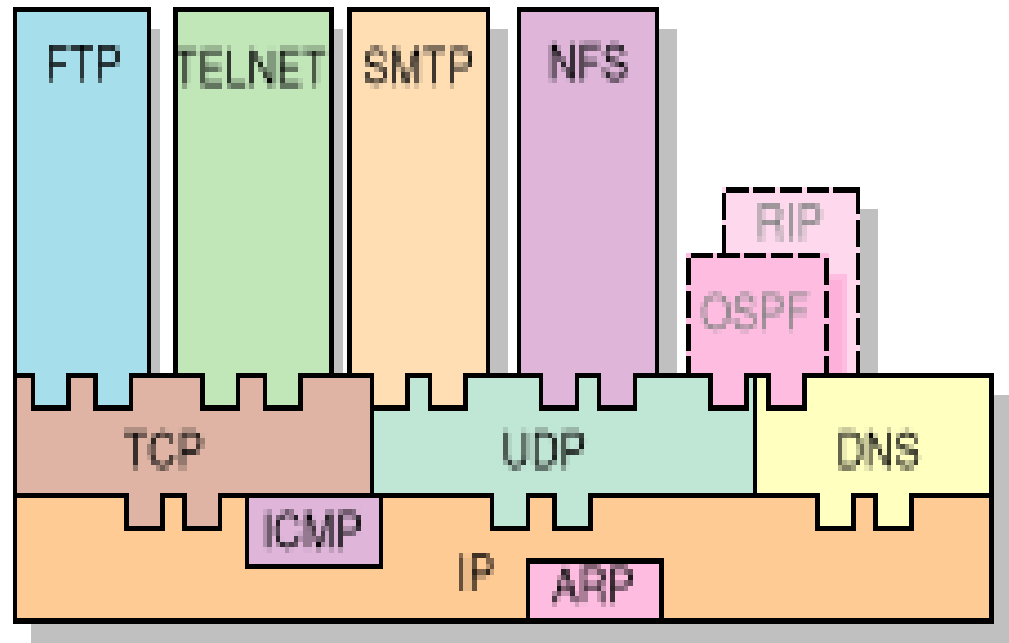 FTP
TELNET
SMTP
NFS
RIP
OSPF
TCP
UDP
DNS
ICMP
IP
ARP